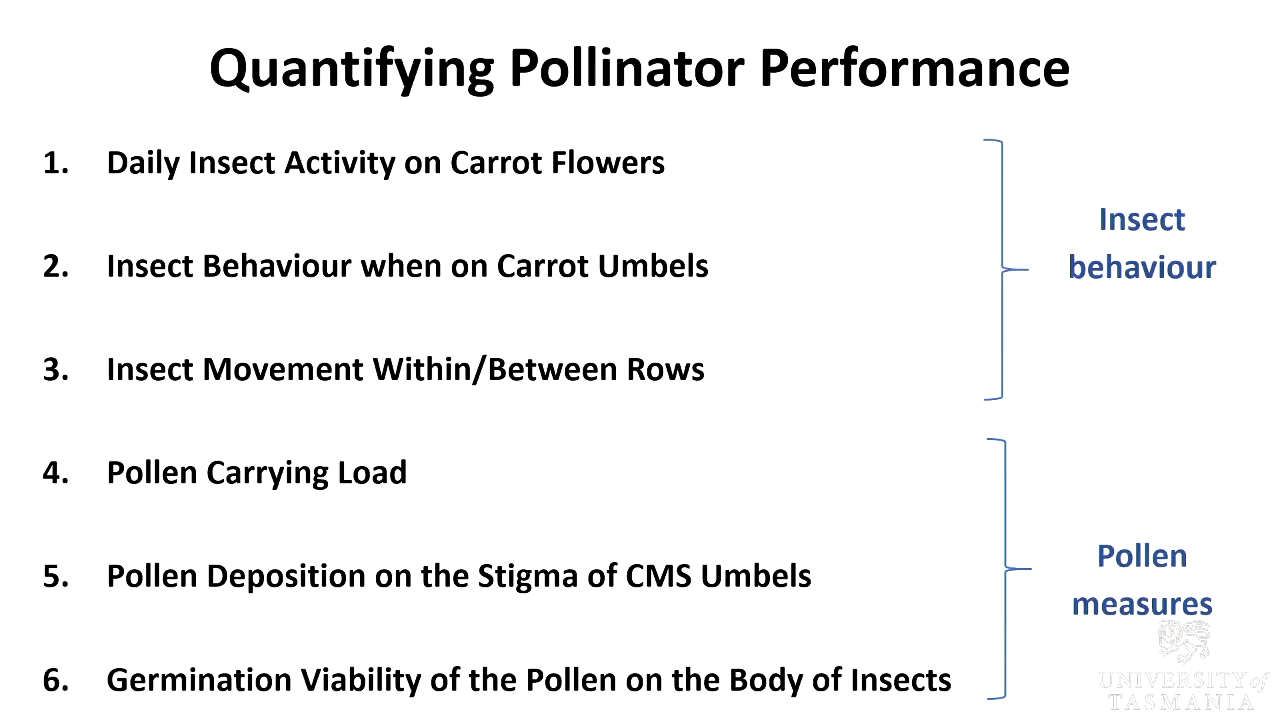 Quantifying Pollinator Performance
1. Daily Insect Activity on Carrot Flowers
2. Insect Behaviour when on Carrot Umbels
3. Insect Movement Within/Between Rows
Insect
behaviour
4. Pollen Carrying Load
5. Pollen Deposition on the Stigma of CMS Umbels
6. Germination Viability of the Pollen on the Body of Insects
Pollen
measures
UNIVERSITY of
TASMANIA